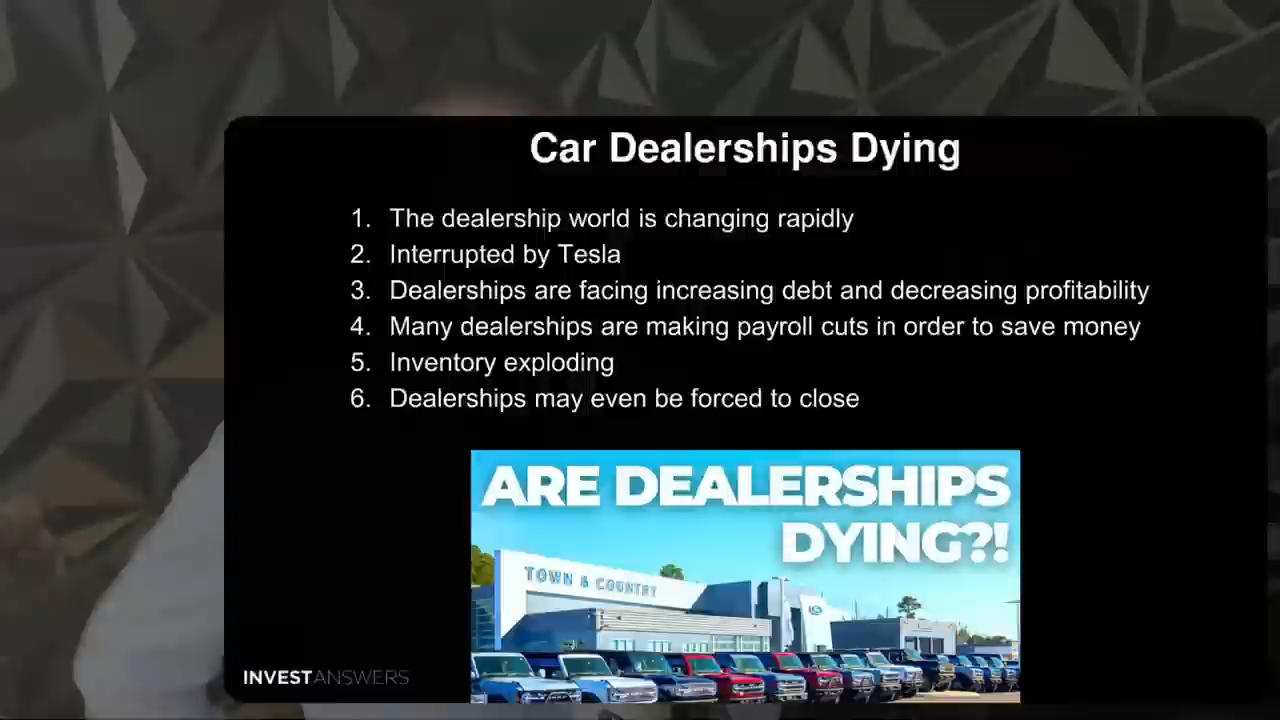 Car Dealerships Dying
1. The dealership world is changing rapidly
2. Interrupted by Tesla
3. Dealerships are facing increasing debt and decreasing profitability
4. Many dealerships are making payroll cuts in order to save money
5. Inventory exploding
6. Dealerships may even be forced to close
ARE DEALERSHIPS
DYING?!
TOWN & COUNTRY
INVESTANSWERS